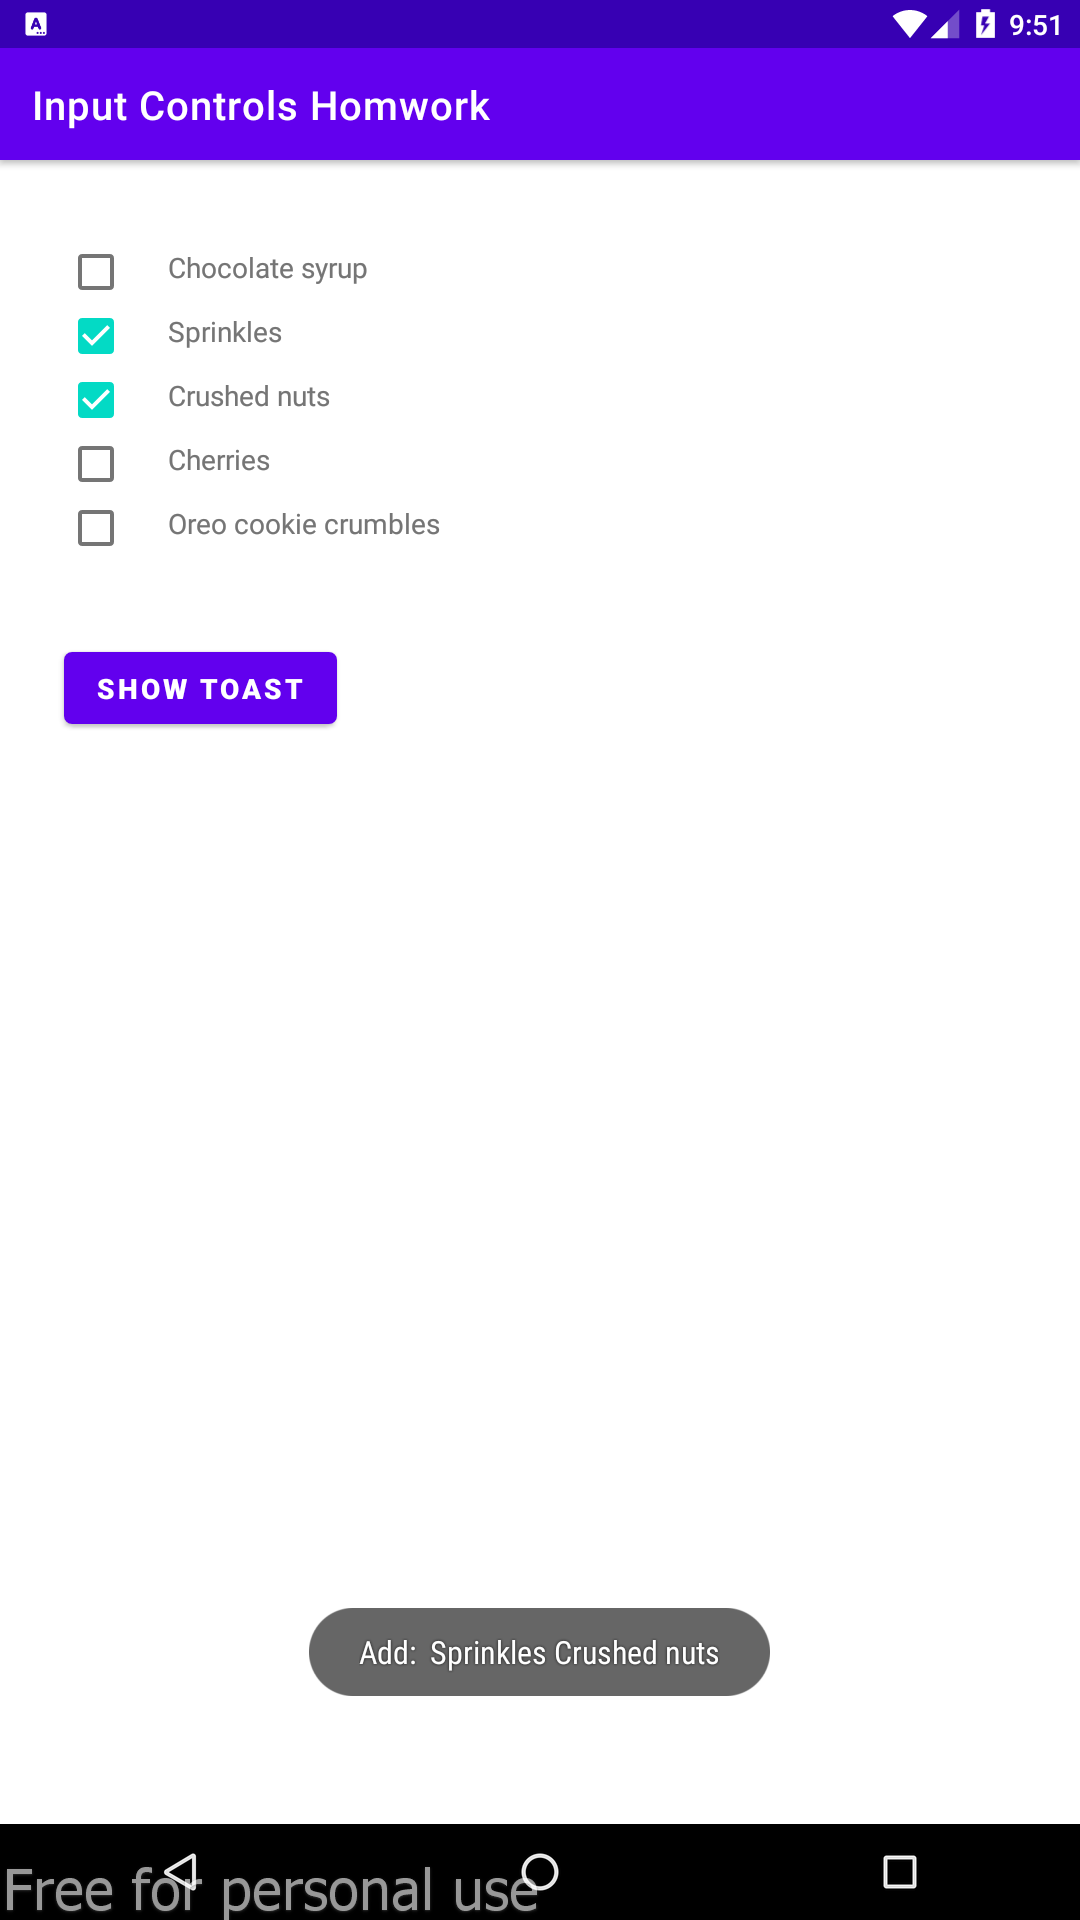 9:51
Input Controls Homwork
Chocolate syrup
Sprinkles
Crushed nuts
Cherries
Oreo cookie crumbles
SHOW TOAST
Add:  Sprinkles Crushed nuts
Free for personal use